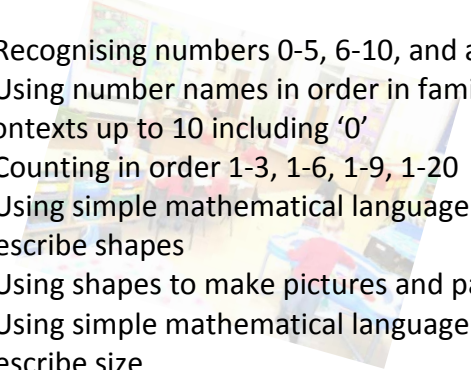 Recognising numbers 0-5, 6-10, and a
Using number names in order in fami
ontexts up to 10 including ‘0’
Counting in order 1-3, 1-6, 1-9, 1-20
Using simple mathematical language
escribe shapes
Using shapes to make pictures and pa
Using simple mathematical language
escribe size